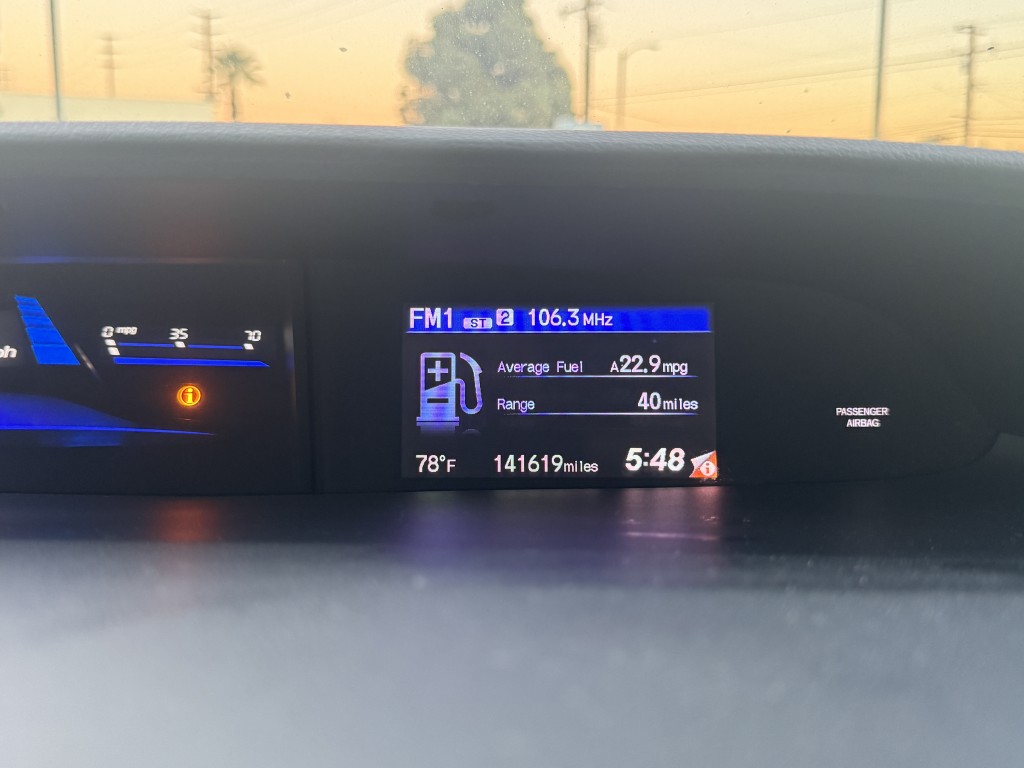 FM1 ST 2 106.3 MHz
0 mpg 35 70
Average Fuel A22.9 mpg
Range 40 miles
PASSENGER
AIRBAG
78°F 141619 miles 5:48